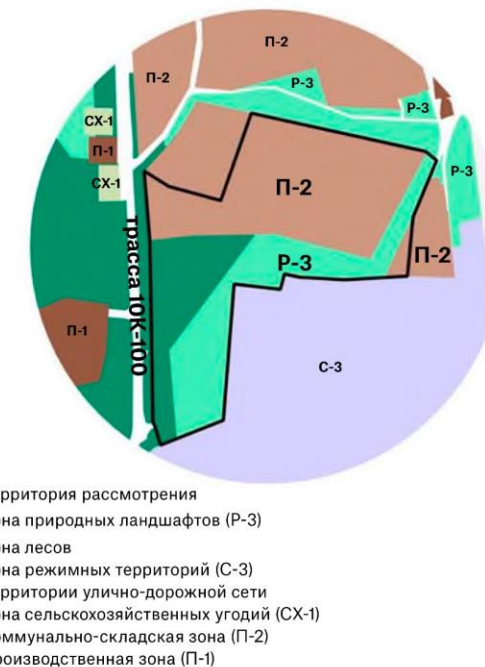 П-2
П-2
Р-3
СХ-1
Р-3
П-1
Р-3
СХ-1
П-2
трасса 10К-100
П-2
Р-3
П-1
С-3
рритория рассмотрения
на природных ландшафтов (Р-3)
на лесов
на режимных территорий (С-3)
рритории улично-дорожной сети
на сельскохозяйственных угодий (СХ-1)
ммунально-складская зона (П-2)
оизводственная зона (П-1)